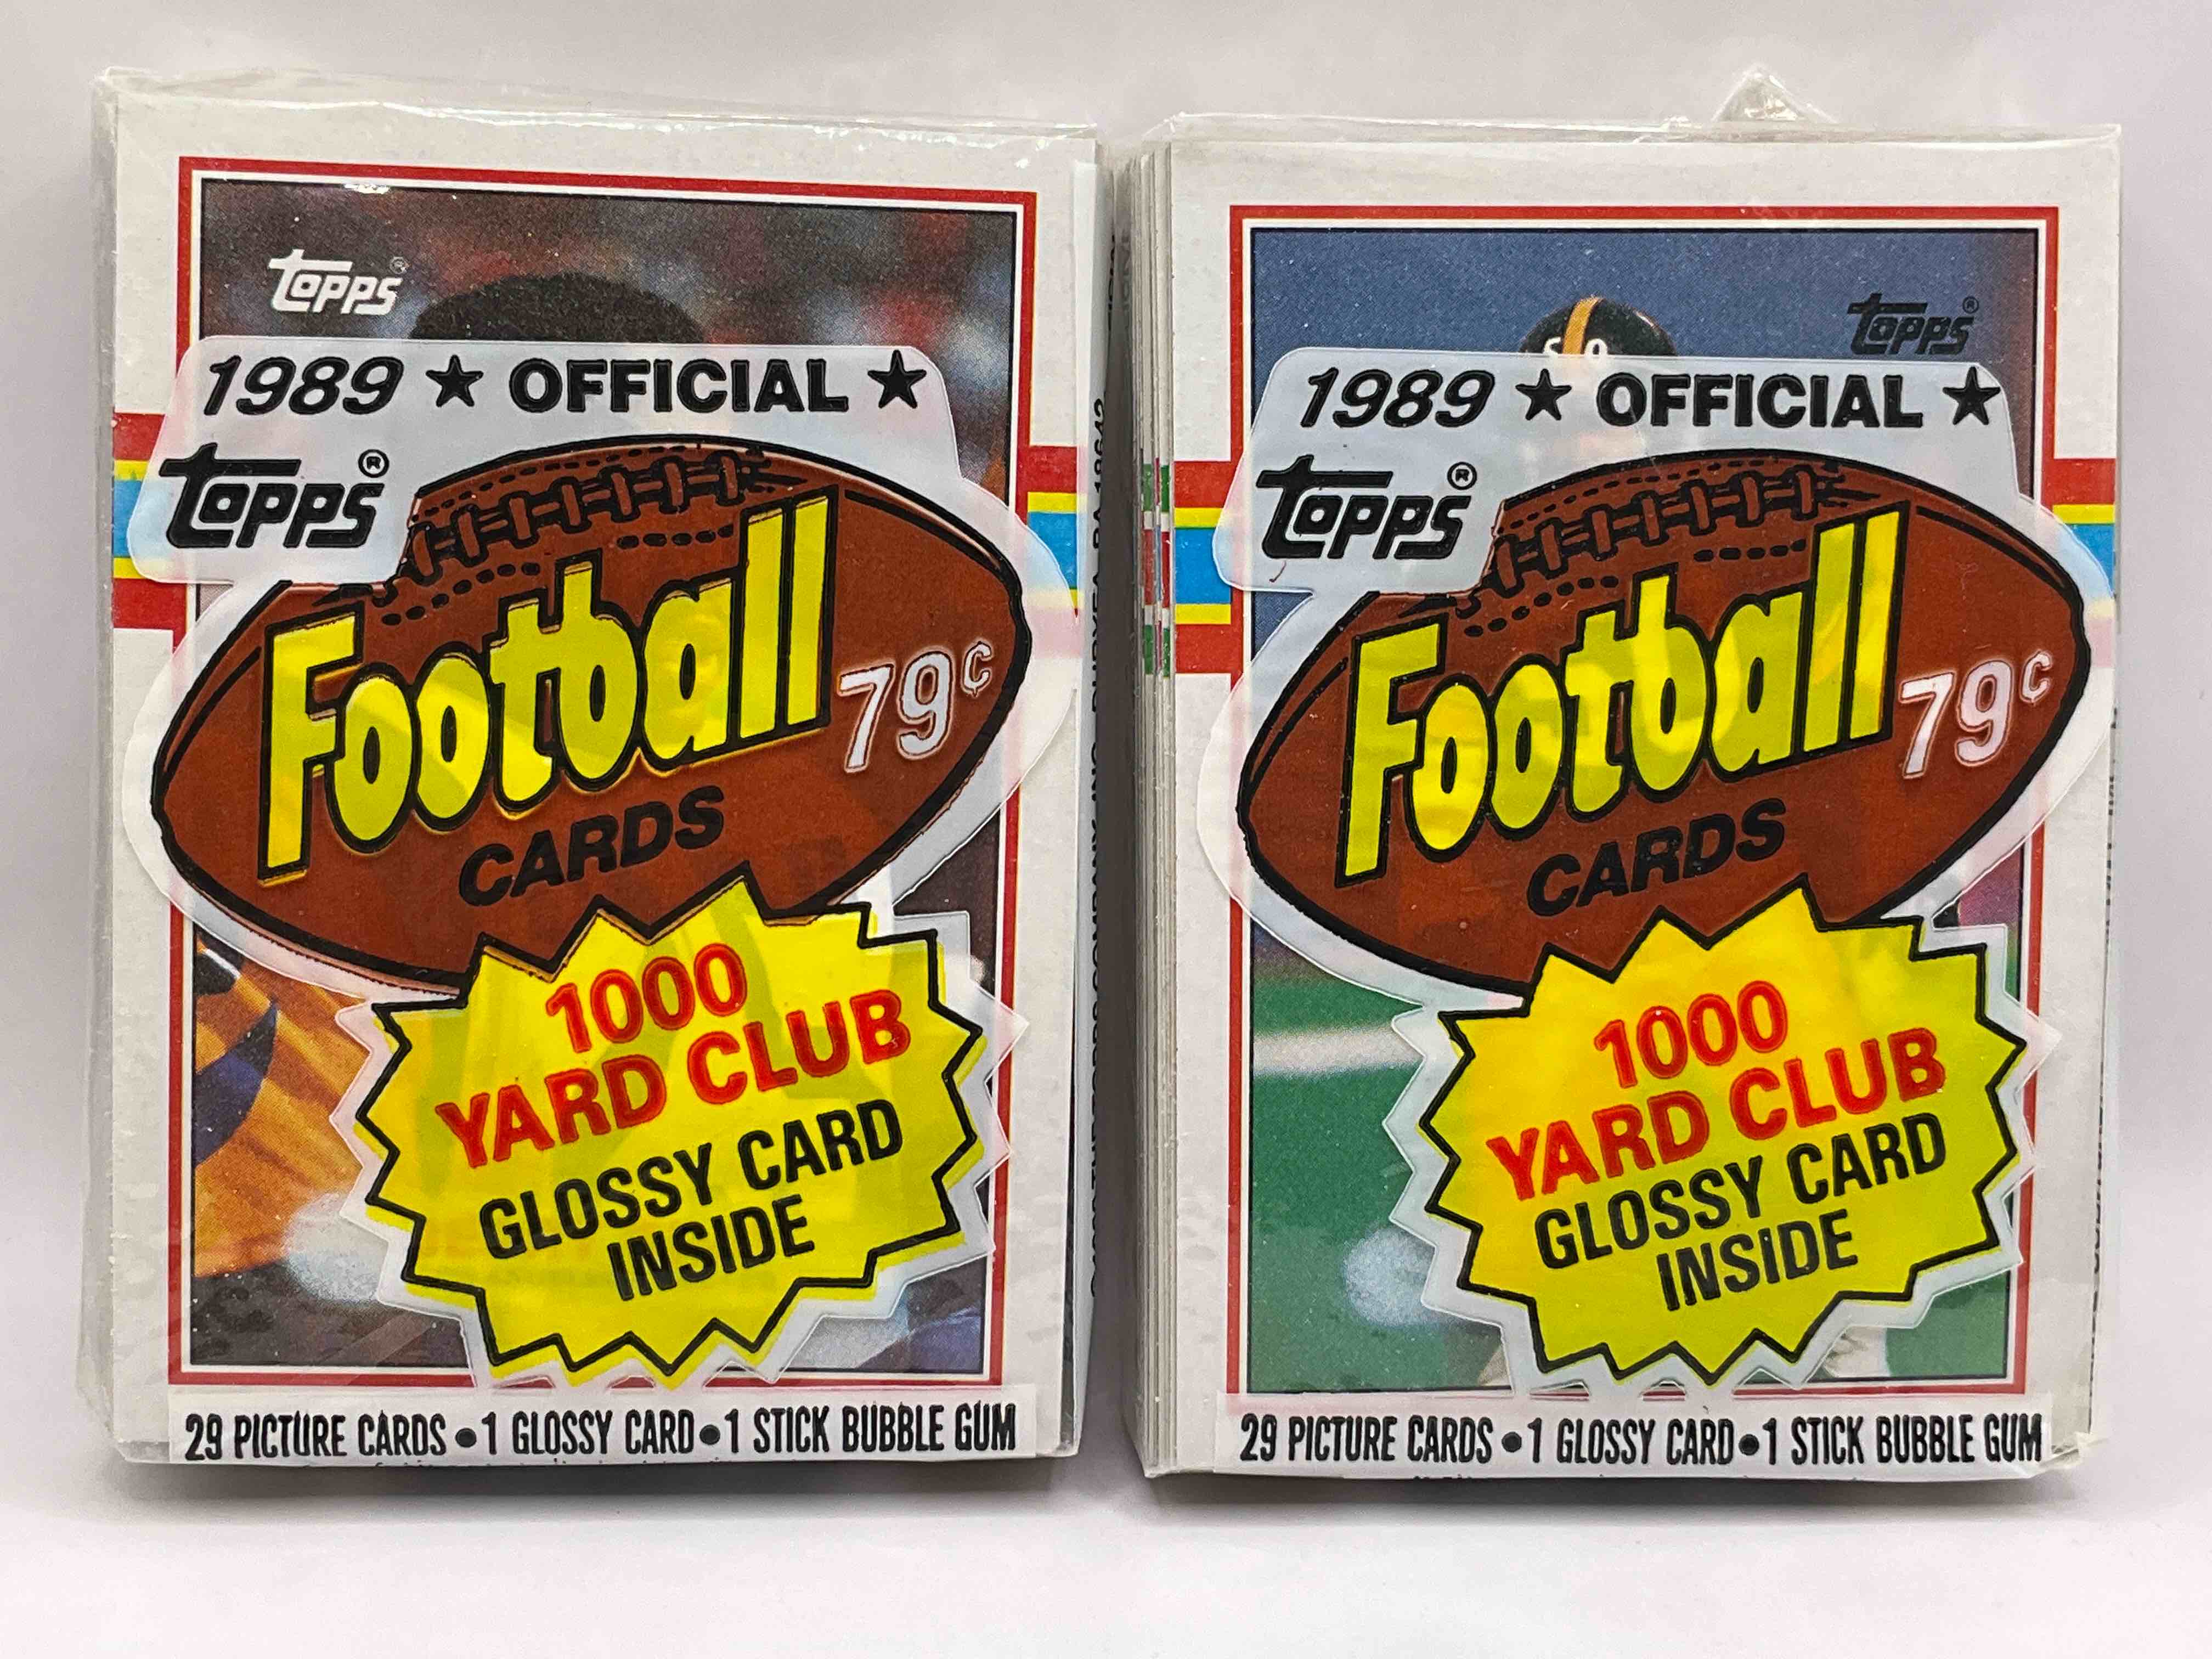 Topps®
1989 ★ OFFICIAL ★
Topps®
Football
79¢
CARDS
1000
YARD CLUB
GLOSSY CARD
INSIDE
29 PICTURE CARDS • 1 GLOSSY CARD • 1 STICK BUBBLE GUM
Topps®
1989 ★ OFFICIAL ★
Topps®
Football
79¢
CARDS
1000
YARD CLUB
GLOSSY CARD
INSIDE
29 PICTURE CARDS • 1 GLOSSY CARD • 1 STICK BUBBLE GUM